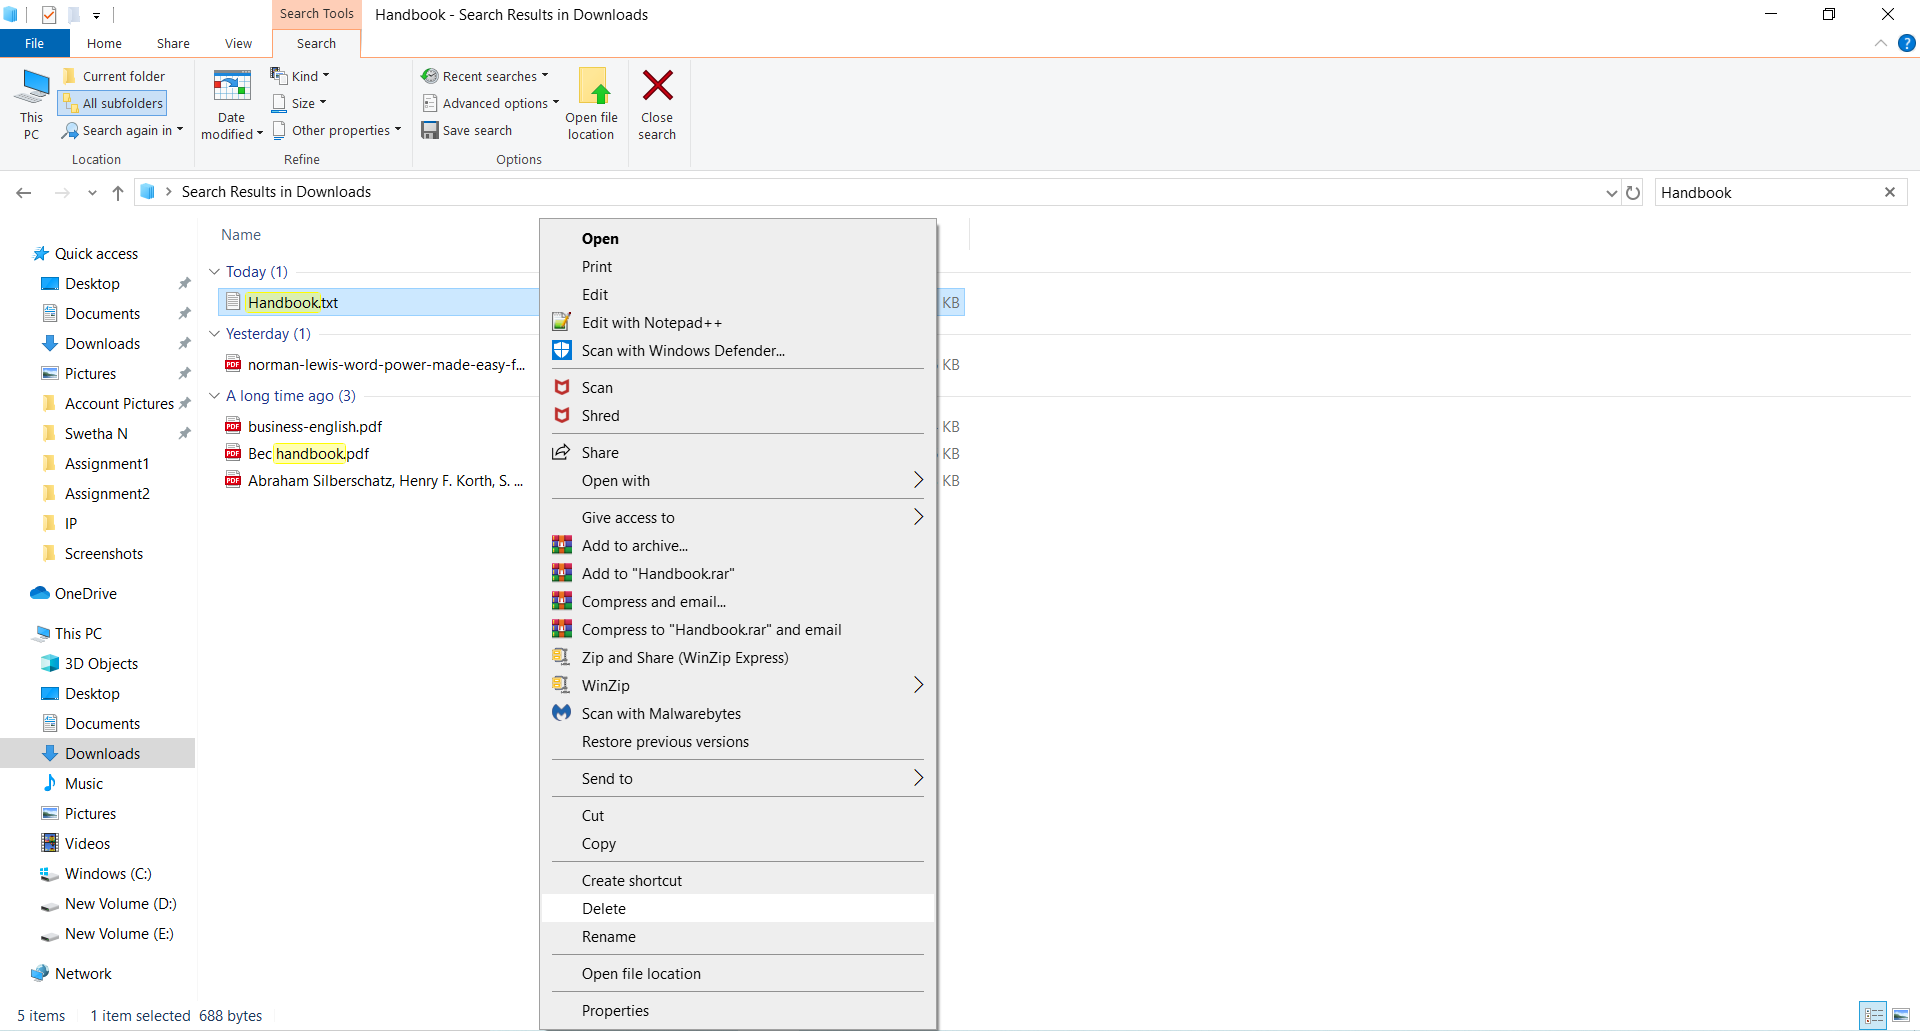 Search Tools
Handbook - Search Results in Downloads
File
Home
Share
View
Search
This PC
Current folder
All subfolders
Search again in
Location
Date modified
Kind
Size
Other properties
Refine
Recent searches
Advanced options
Save search
Options
Open file location
Close search
Search Results in Downloads
Handbook
Quick access
Desktop
Documents
Downloads
Pictures
Account Pictures
Swetha N
Assignment1
Assignment2
IP
Screenshots
OneDrive
This PC
3D Objects
Desktop
Documents
Downloads
Music
Pictures
Videos
Windows (C:)
New Volume (D:)
New Volume (E:)
Network
Name
Today (1)
Handbook.txt
KB
Yesterday (1)
norman-lewis-word-power-made-easy-f...
KB
A long time ago (3)
business-english.pdf
KB
Bec handbook.pdf
KB
Abraham Silberschatz, Henry F. Korth, S. ...
KB
Open
Print
Edit
Edit with Notepad++
Scan with Windows Defender...
Scan
Shred
Share
Open with
Give access to
Add to archive...
Add to "Handbook.rar"
Compress and email...
Compress to "Handbook.rar" and email
Zip and Share (WinZip Express)
WinZip
Scan with Malwarebytes
Restore previous versions
Send to
Cut
Copy
Create shortcut
Delete
Rename
Open file location
Properties
5 items
1 item selected 688 bytes